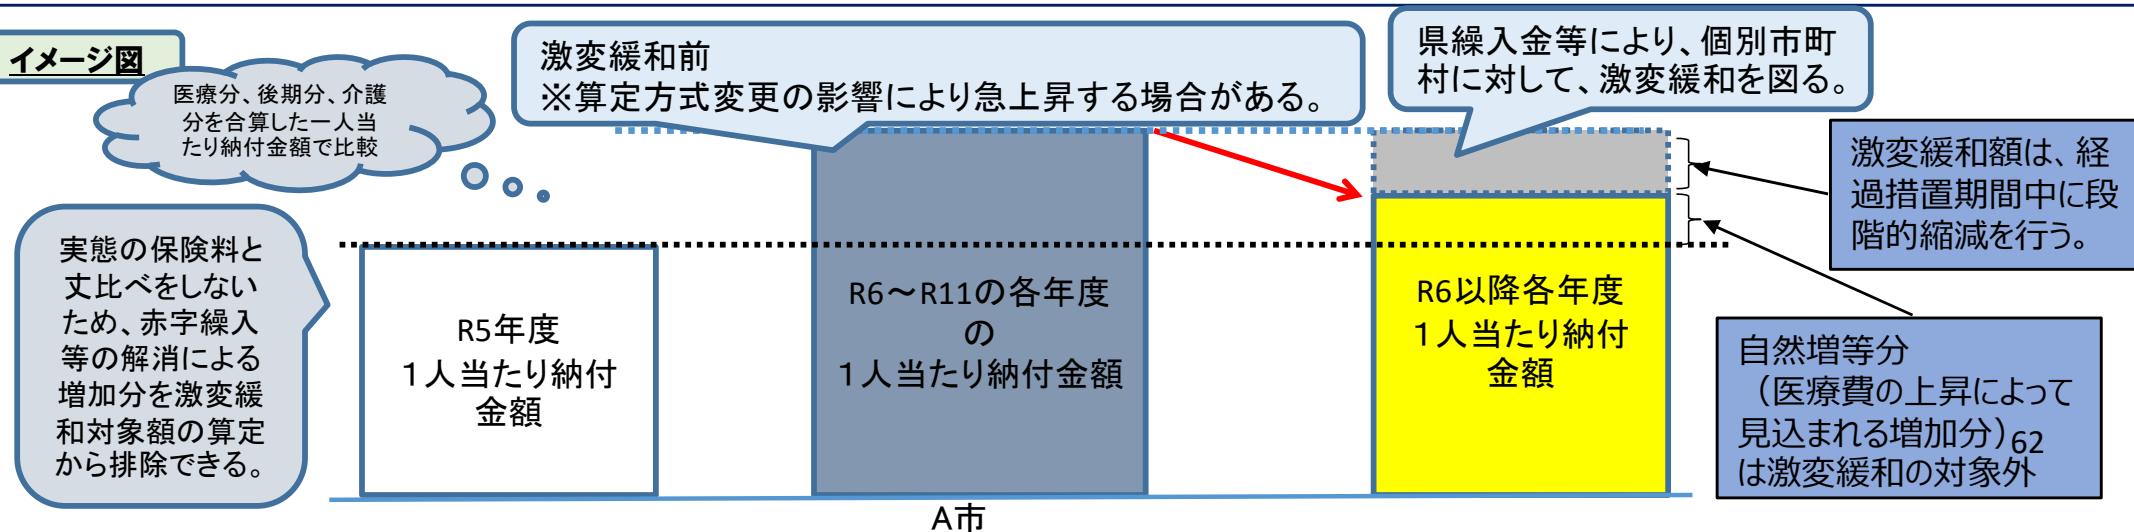 イメージ図
医療分、後期分、介護
分を合算した一人当
たり納付金額で比較
激変緩和前
※算定方式変更の影響により急上昇する場合がある。
県繰入金等により、個別市町
村に対して、激変緩和を図る。
激変緩和額は、経
過措置期間中に段
階的縮減を行う。
実態の保険料と
丈比べをしない
ため、赤字繰入
等の解消による
増加分を激変緩
和対象額の算定
から排除できる。
R5年度
1人当たり納付
金額
R6～R11の各年度
の
1人当たり納付金額
R6以降各年度
1人当たり納付
金額
自然増等分
（医療費の上昇によって
見込まれる増加分）
は激変緩和の対象外
62
A市